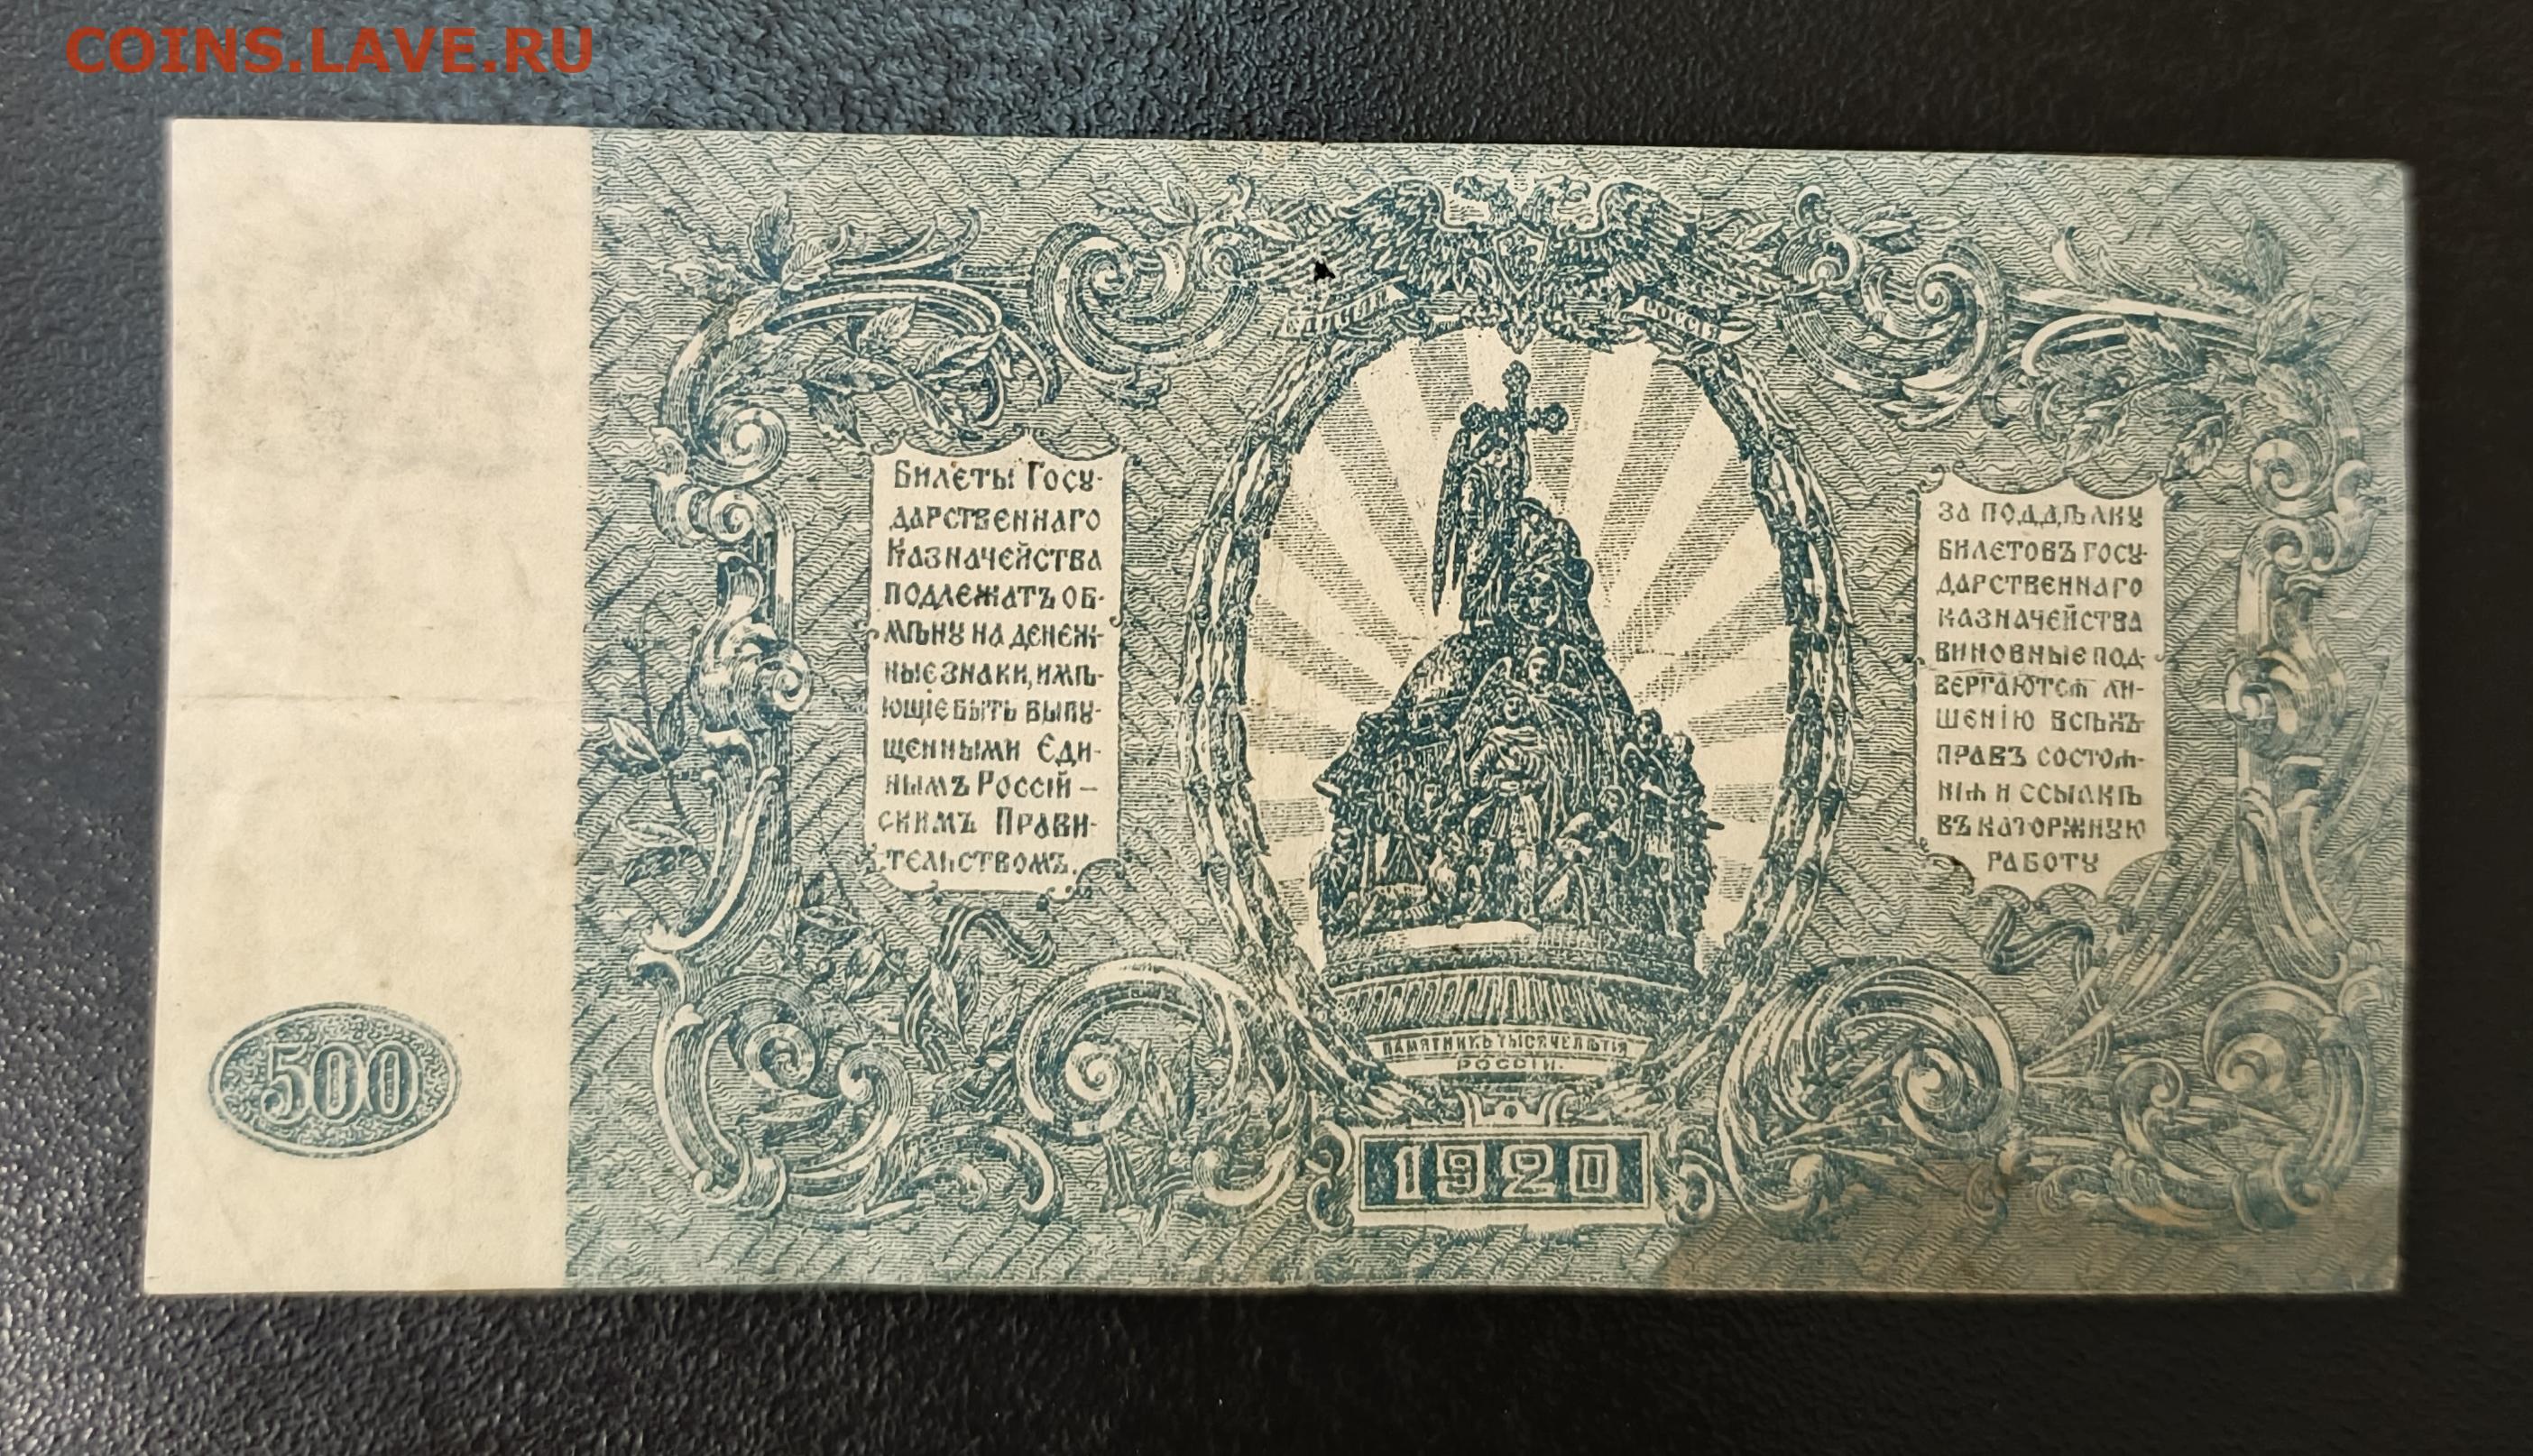 COINS.LAVE.RU
ЕДИНАЯ РОССІЯ
Билеты Госу-
дарственнаго
Казначейства
подлежатъ об-
мѣну на денеж-
ные знаки, имѣ-
ющіе быть выпу-
щенными Еди-
нымъ Россій-
скимъ Прави-
тельствомъ.
За поддѣлку
билетовъ госу-
дарственнаго
казначейства
виновные под-
вергаются ли-
шенію всѣхъ
правъ состоя-
нія и ссылкѣ
въ каторжную
работу
ПАМЯТНИКЪ ТЫСЯЧЕЛѢТІЯ
РОССІИ.
500
1920